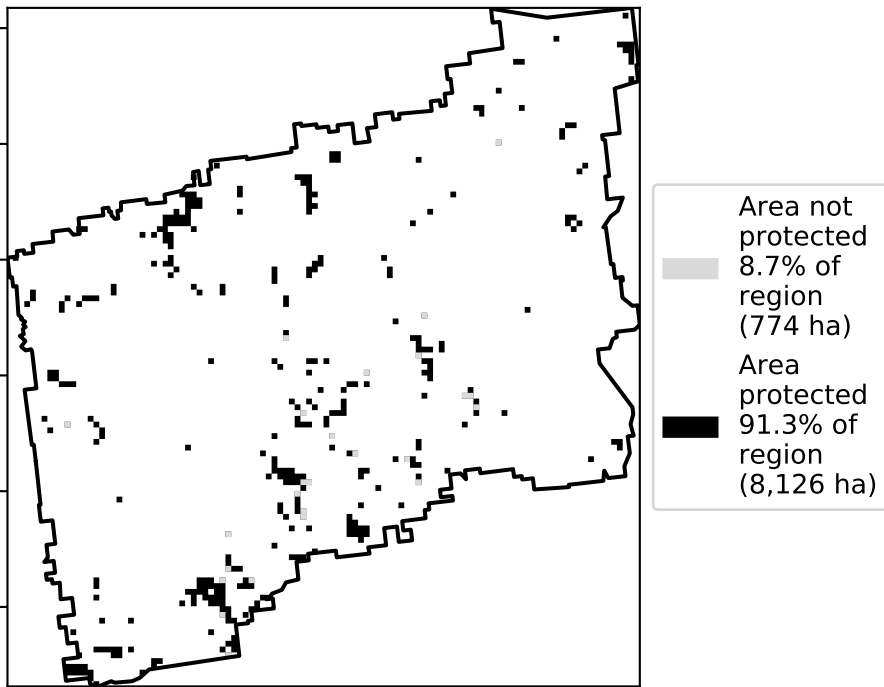 Area not
protected
8.7% of
region
(774 ha)
Area
protected
91.3% of
region
(8,126 ha)